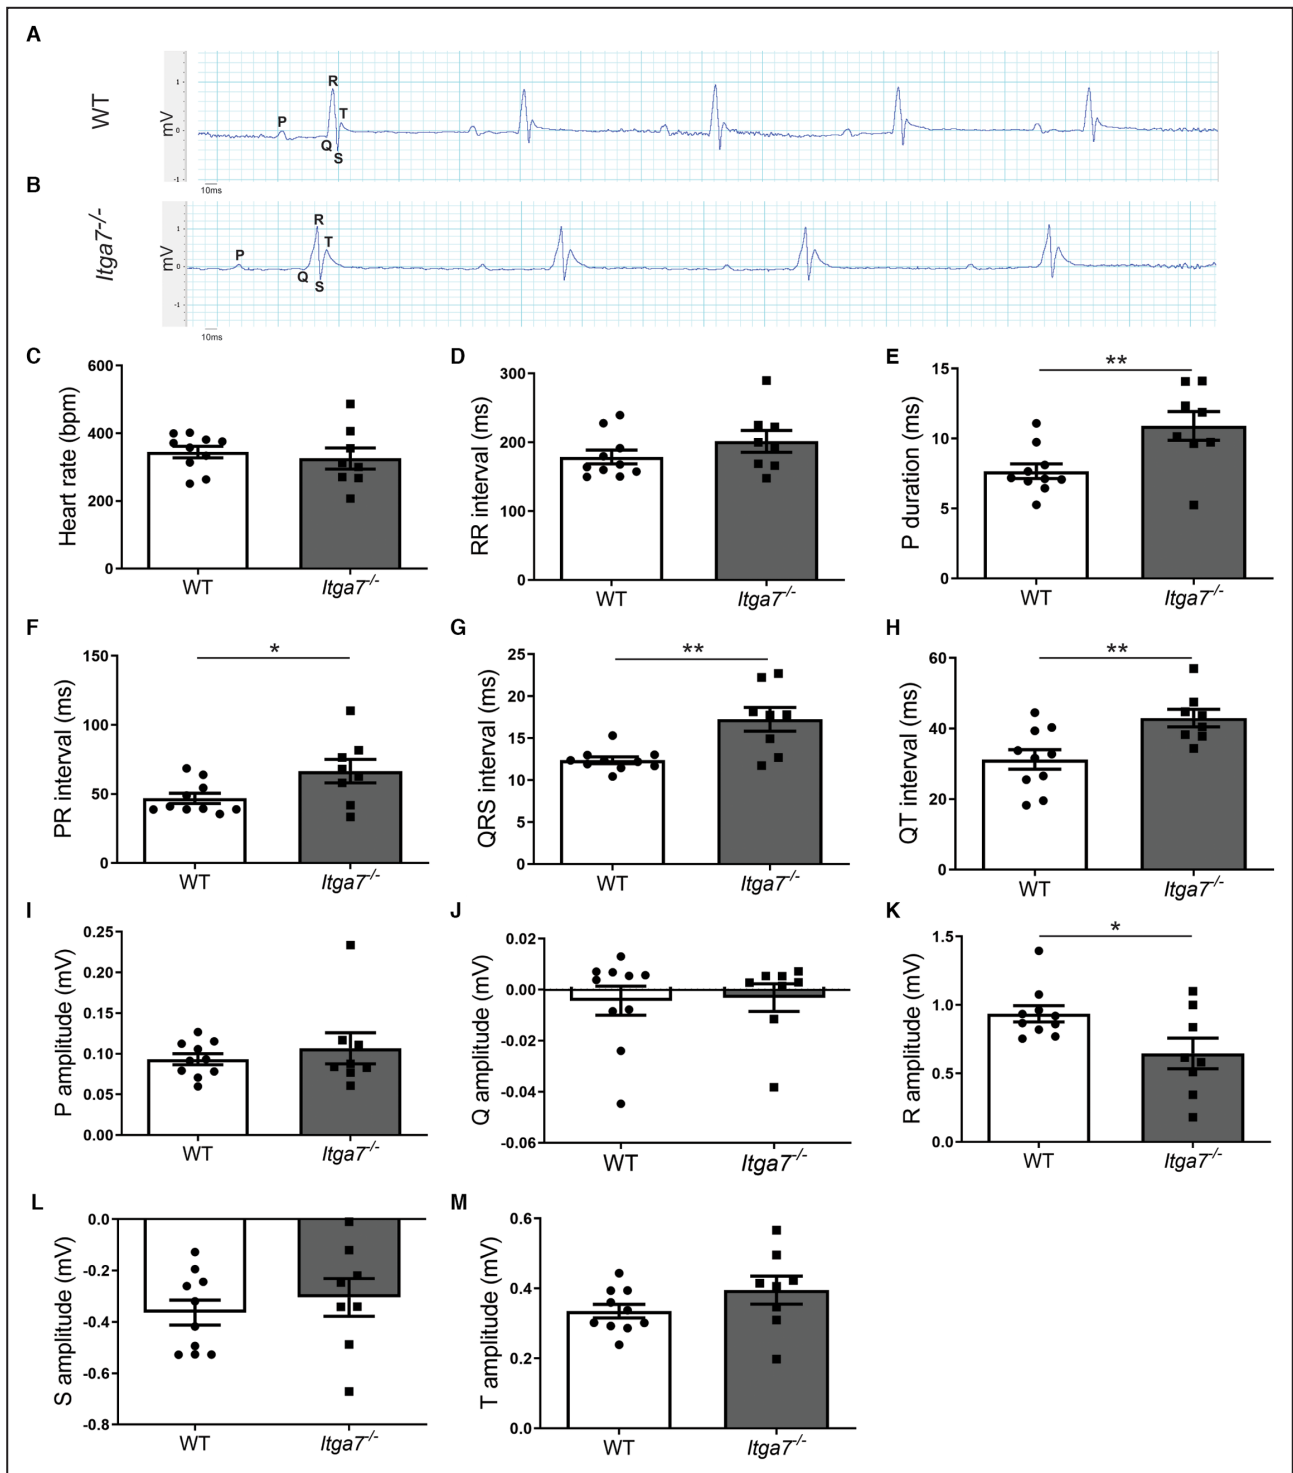 A
WT
mV
1
0
-1
R
P
T
Q
S
10ms
B
Itga7-/-
mV
1
0
-1
R
P
T
Q
S
10ms
C
Heart rate (bpm)
600
400
200
0
WT
Itga7-/-
D
RR interval (ms)
300
200
100
0
WT
Itga7-/-
E
P duration (ms)
15
10
5
0
**
WT
Itga7-/-
F
PR interval (ms)
150
100
50
0
*
WT
Itga7-/-
G
QRS interval (ms)
25
20
15
10
5
0
**
WT
Itga7-/-
H
QT interval (ms)
60
40
20
0
**
WT
Itga7-/-
I
P amplitude (mV)
0.25
0.20
0.15
0.10
0.05
0.00
WT
Itga7-/-
J
Q amplitude (mV)
0.02
0.00
-0.02
-0.04
-0.06
WT
Itga7-/-
K
R amplitude (mV)
1.5
1.0
0.5
0.0
*
WT
Itga7-/-
L
S amplitude (mV)
0.0
-0.2
-0.4
-0.6
-0.8
WT
Itga7-/-
M
T amplitude (mV)
0.6
0.4
0.2
0.0
WT
Itga7-/-